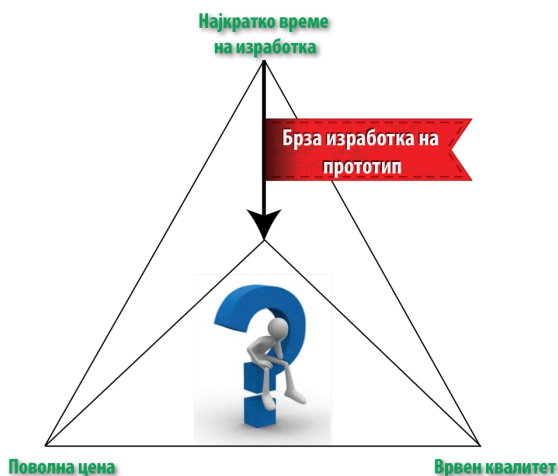 Најкратко време
на изработка
Брза изработка на
прототип
Поволна цена
Врвен квалитет